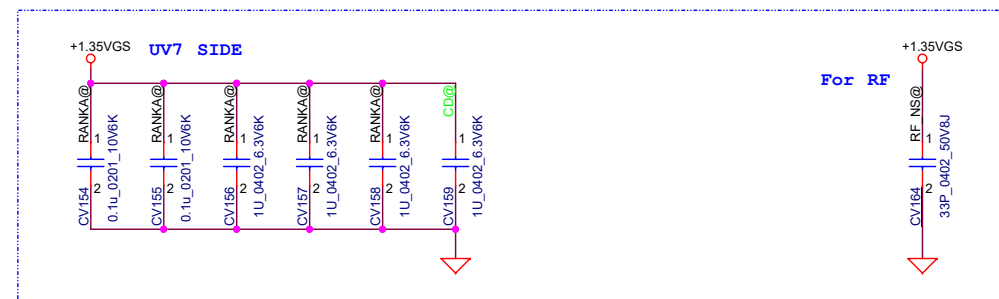 +1.35VGS
UV7 SIDE
RANKA@
1
2
CV154
0.1u_0201_10V6K
RANKA@
1
2
CV155
0.1u_0201_10V6K
RANKA@
1
2
CV156
1U_0402_6.3V6K
RANKA@
1
2
CV157
1U_0402_6.3V6K
RANKA@
1
2
CV158
1U_0402_6.3V6K
CD@
1
2
CV159
1U_0402_6.3V6K
+1.35VGS
For RF
RF_NS@
1
2
CV164
33P_0402_50V8J